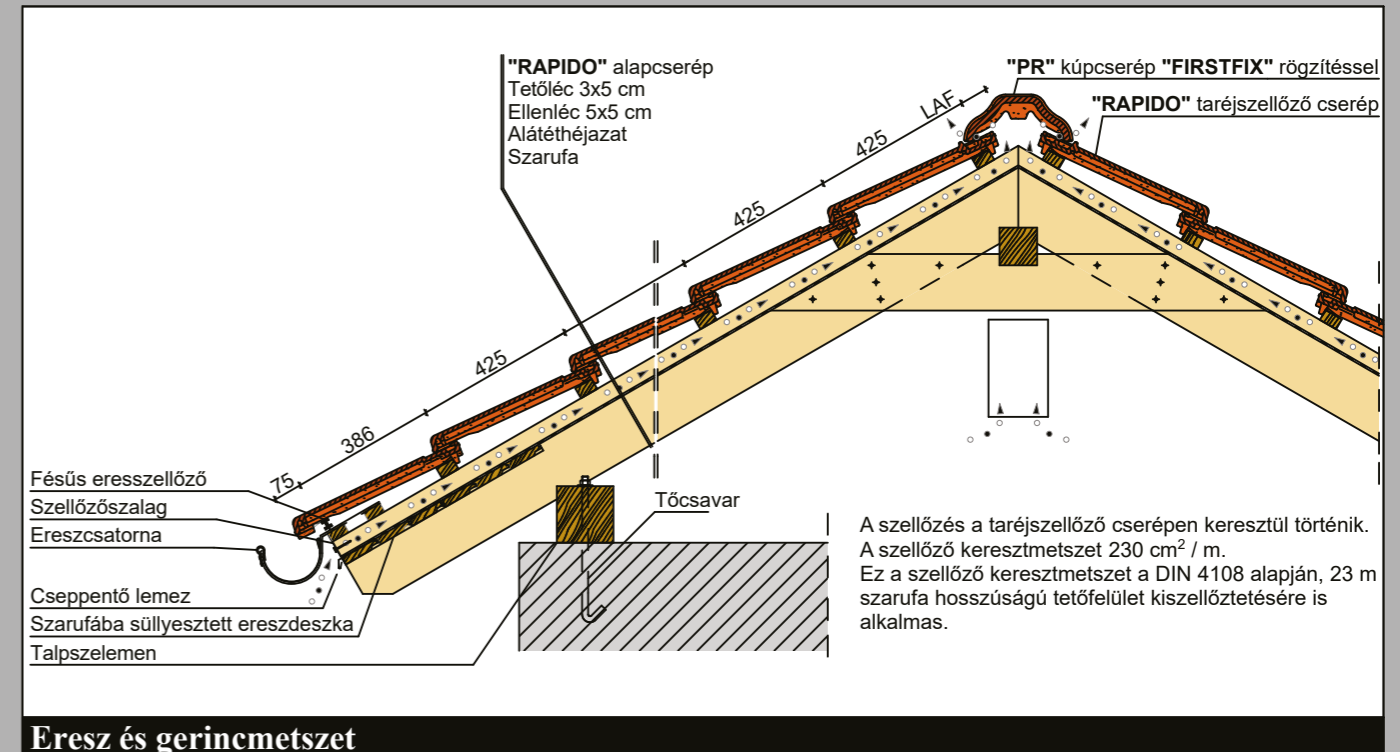 "RAPIDO" alapcserép
Tetőléc 3x5 cm
Ellenléc 5x5 cm
Alátéthéjazat
Szarufa
"PR" kúpcserép "FIRSTFIX" rögzítéssel
"RAPIDO" taréjszellőző cserép
LAF
425
425
425
386
75
Fésűs eresszellőző
Szellőzőszalag
Ereszcsatorna
Cseppentő lemez
Szarufába süllyesztett ereszdeszka
Talpszelemen
Tőcsavar
A szellőzés a taréjszellőző cserépen keresztül történik.
A szellőző keresztmetszet 230 cm² / m.
Ez a szellőző keresztmetszet a DIN 4108 alapján, 23 m
szarufa hosszúságú tetőfelület kiszellőztetésére is
alkalmas.
Eresz és gerincmetszet